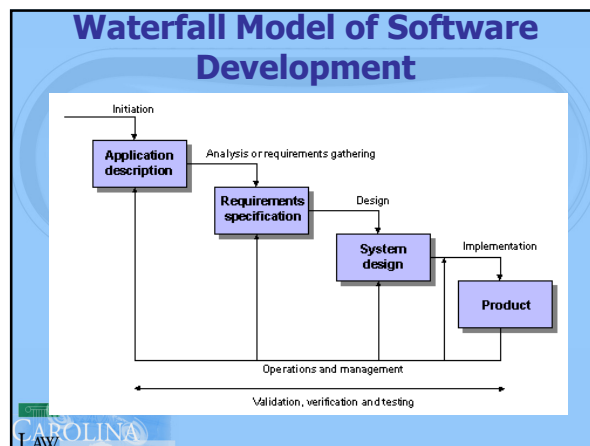 Waterfall Model of Software
Development
Initiation
Application
description
Analysis or requirements gathering
Requirements
specification
Design
System
design
Implementation
Product
Operations and management
Validation, verification and testing
CAROLINA
LAW